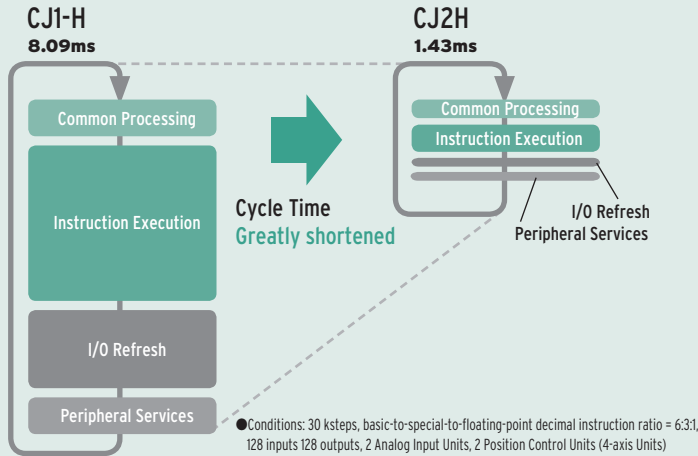 CJ1-H
8.09ms
Common Processing
Instruction Execution
I/O Refresh
Peripheral Services
Cycle Time
Greatly shortened
CJ2H
1.43ms
Common Processing
Instruction Execution
I/O Refresh
Peripheral Services
●Conditions: 30 ksteps, basic-to-special-to-floating-point decimal instruction ratio = 6:3:1,
128 inputs 128 outputs, 2 Analog Input Units, 2 Position Control Units (4-axis Units)